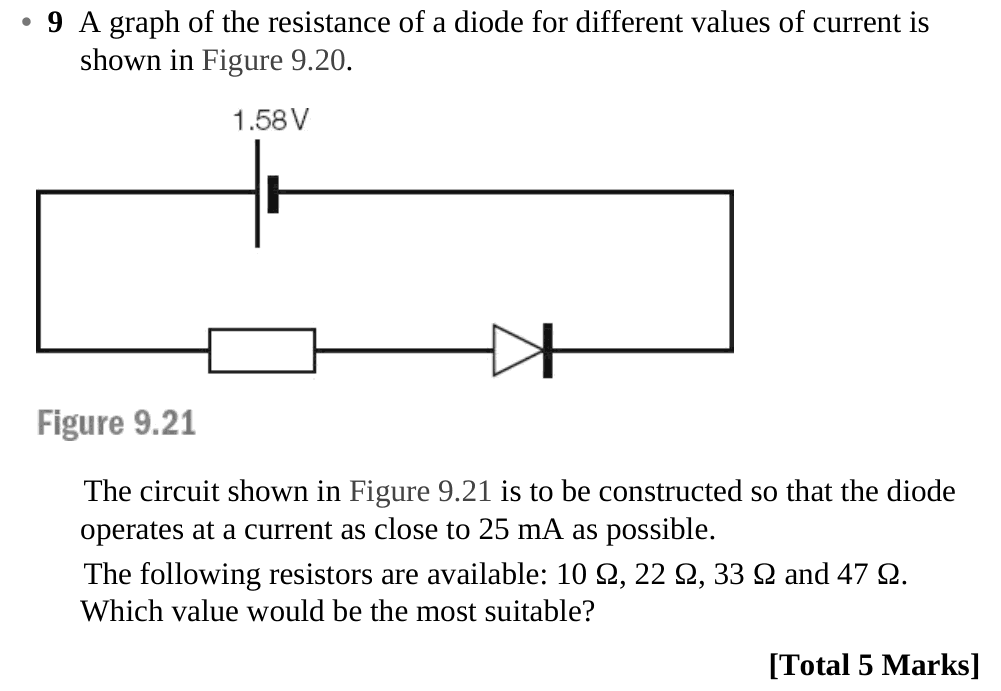 • 9 A graph of the resistance of a diode for different values of current is
shown in Figure 9.20.
1.58V
Figure 9.21
The circuit shown in Figure 9.21 is to be constructed so that the diode
operates at a current as close to 25 mA as possible.
The following resistors are available: 10 Ω, 22 Ω, 33 Ω and 47 Ω.
Which value would be the most suitable?
[Total 5 Marks]